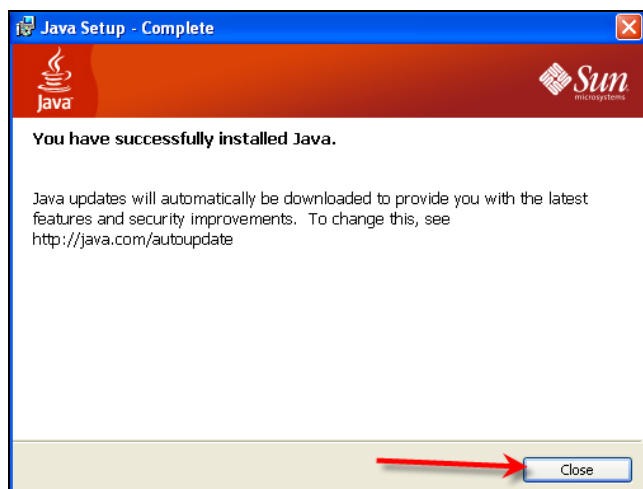 Java Setup - Complete
Java
Sun
microsystems
You have successfully installed Java.
Java updates will automatically be downloaded to provide you with the latest
features and security improvements. To change this, see
http://java.com/autoupdate
Close